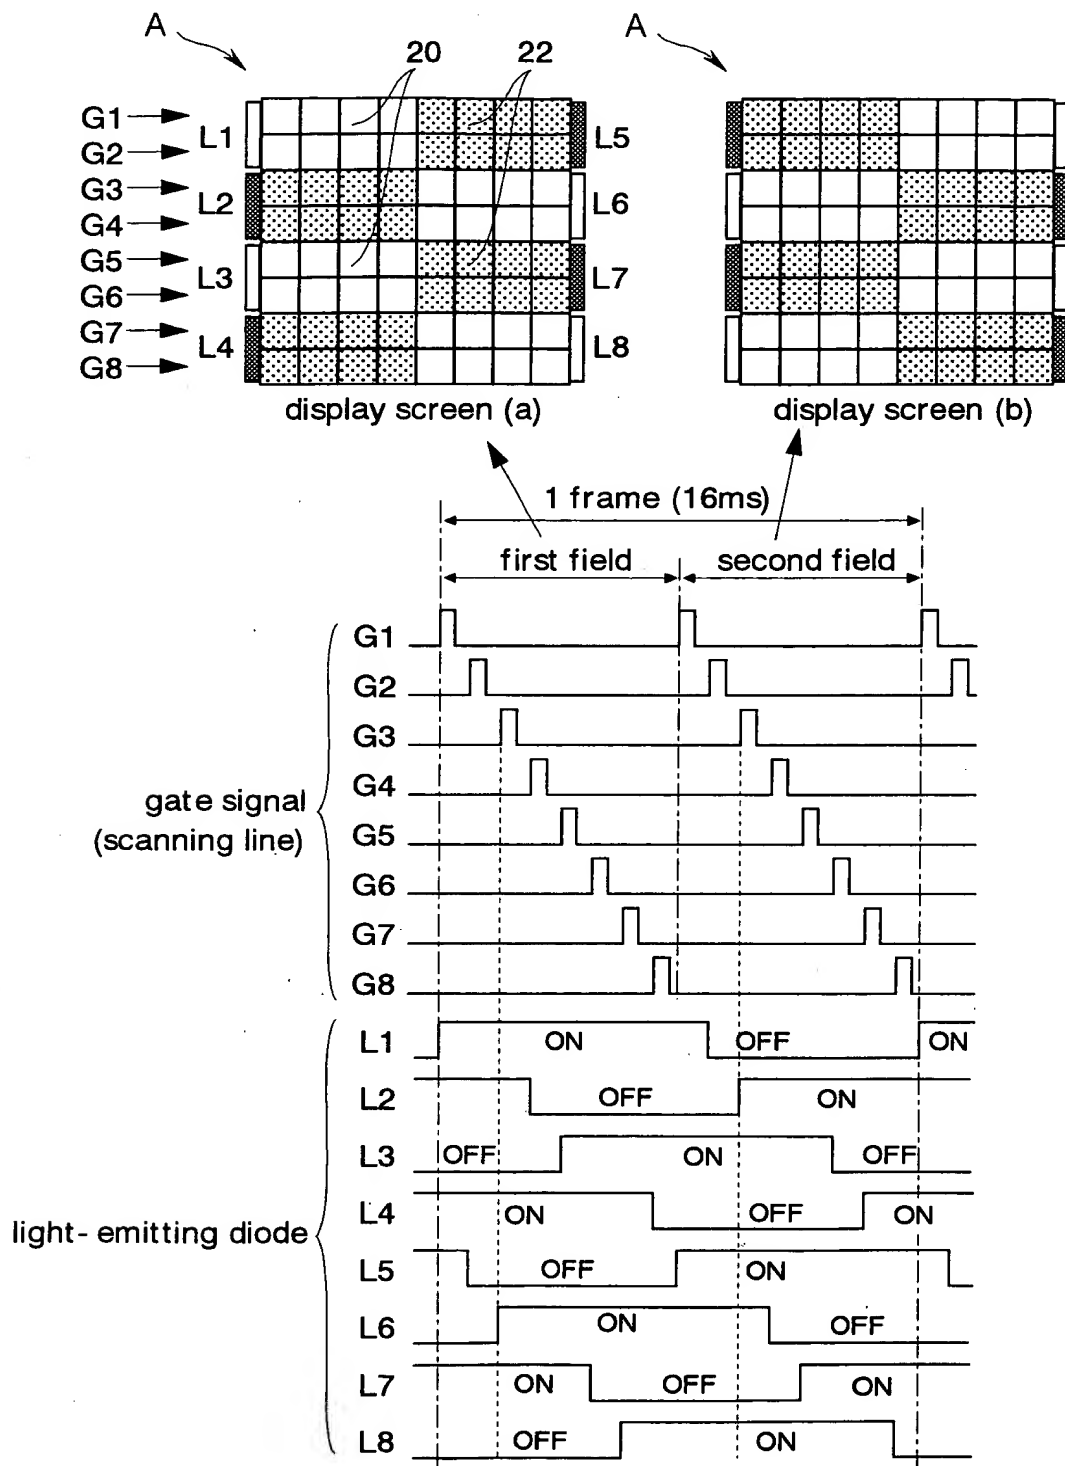 A
A
20
22
G1
G2
G3
G4
G5
G6
G7
G8
L1
L2
L3
L4
L5
L6
L7
L8
display screen (a)
display screen (b)
1 frame (16ms)
first field
second field
gate signal
(scanning line)
G1
G2
G3
G4
G5
G6
G7
G8
light-emitting diode
L1 ON OFF ON
L2 OFF ON
L3 OFF ON OFF
L4 ON OFF ON
L5 OFF ON
L6 ON OFF
L7 ON OFF ON
L8 OFF ON